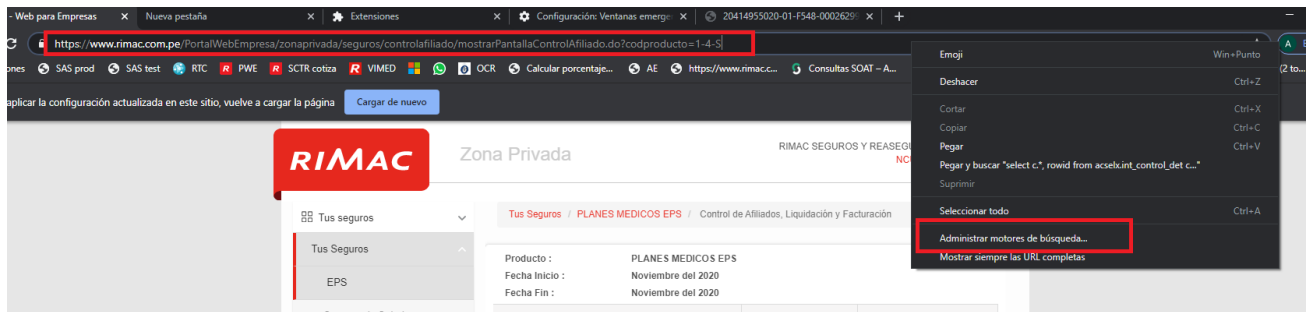 - Web para Empresas
Nueva pestaña
Extensiones
Configuración: Ventanas emerge
20414955020-01-F548-00026295
https://www.rimac.com.pe/PortalWebEmpresa/zonaprivada/seguros/controlafiliado/mostrarPantallaControlAfiliado.do?codproducto=1-4-S
A
ones SAS prod SAS test RTC PWE SCTR cotiza VIMED OCR Calcular porcentaje... AE https://www.rimac.c... Consultas SOAT – A... (2 to...
aplicar la configuración actualizada en este sitio, vuelve a cargar la página Cargar de nuevo
Emoji Win+Punto
Deshacer Ctrl+Z
Cortar Ctrl+X
Copiar Ctrl+C
Pegar Ctrl+V
Pegar y buscar "select c.*, rowid from acselx.int_control_det c..."
Suprimir
Seleccionar todo Ctrl+A
Administrar motores de búsqueda...
Mostrar siempre las URL completas
RIMAC
Zona Privada
RIMAC SEGUROS Y REASEGU
Tus seguros
Tus Seguros / PLANES MEDICOS EPS / Control de Afiliados, Liquidación y Facturación
Tus Seguros
EPS
Producto : PLANES MEDICOS EPS
Fecha Inicio : Noviembre del 2020
Fecha Fin : Noviembre del 2020